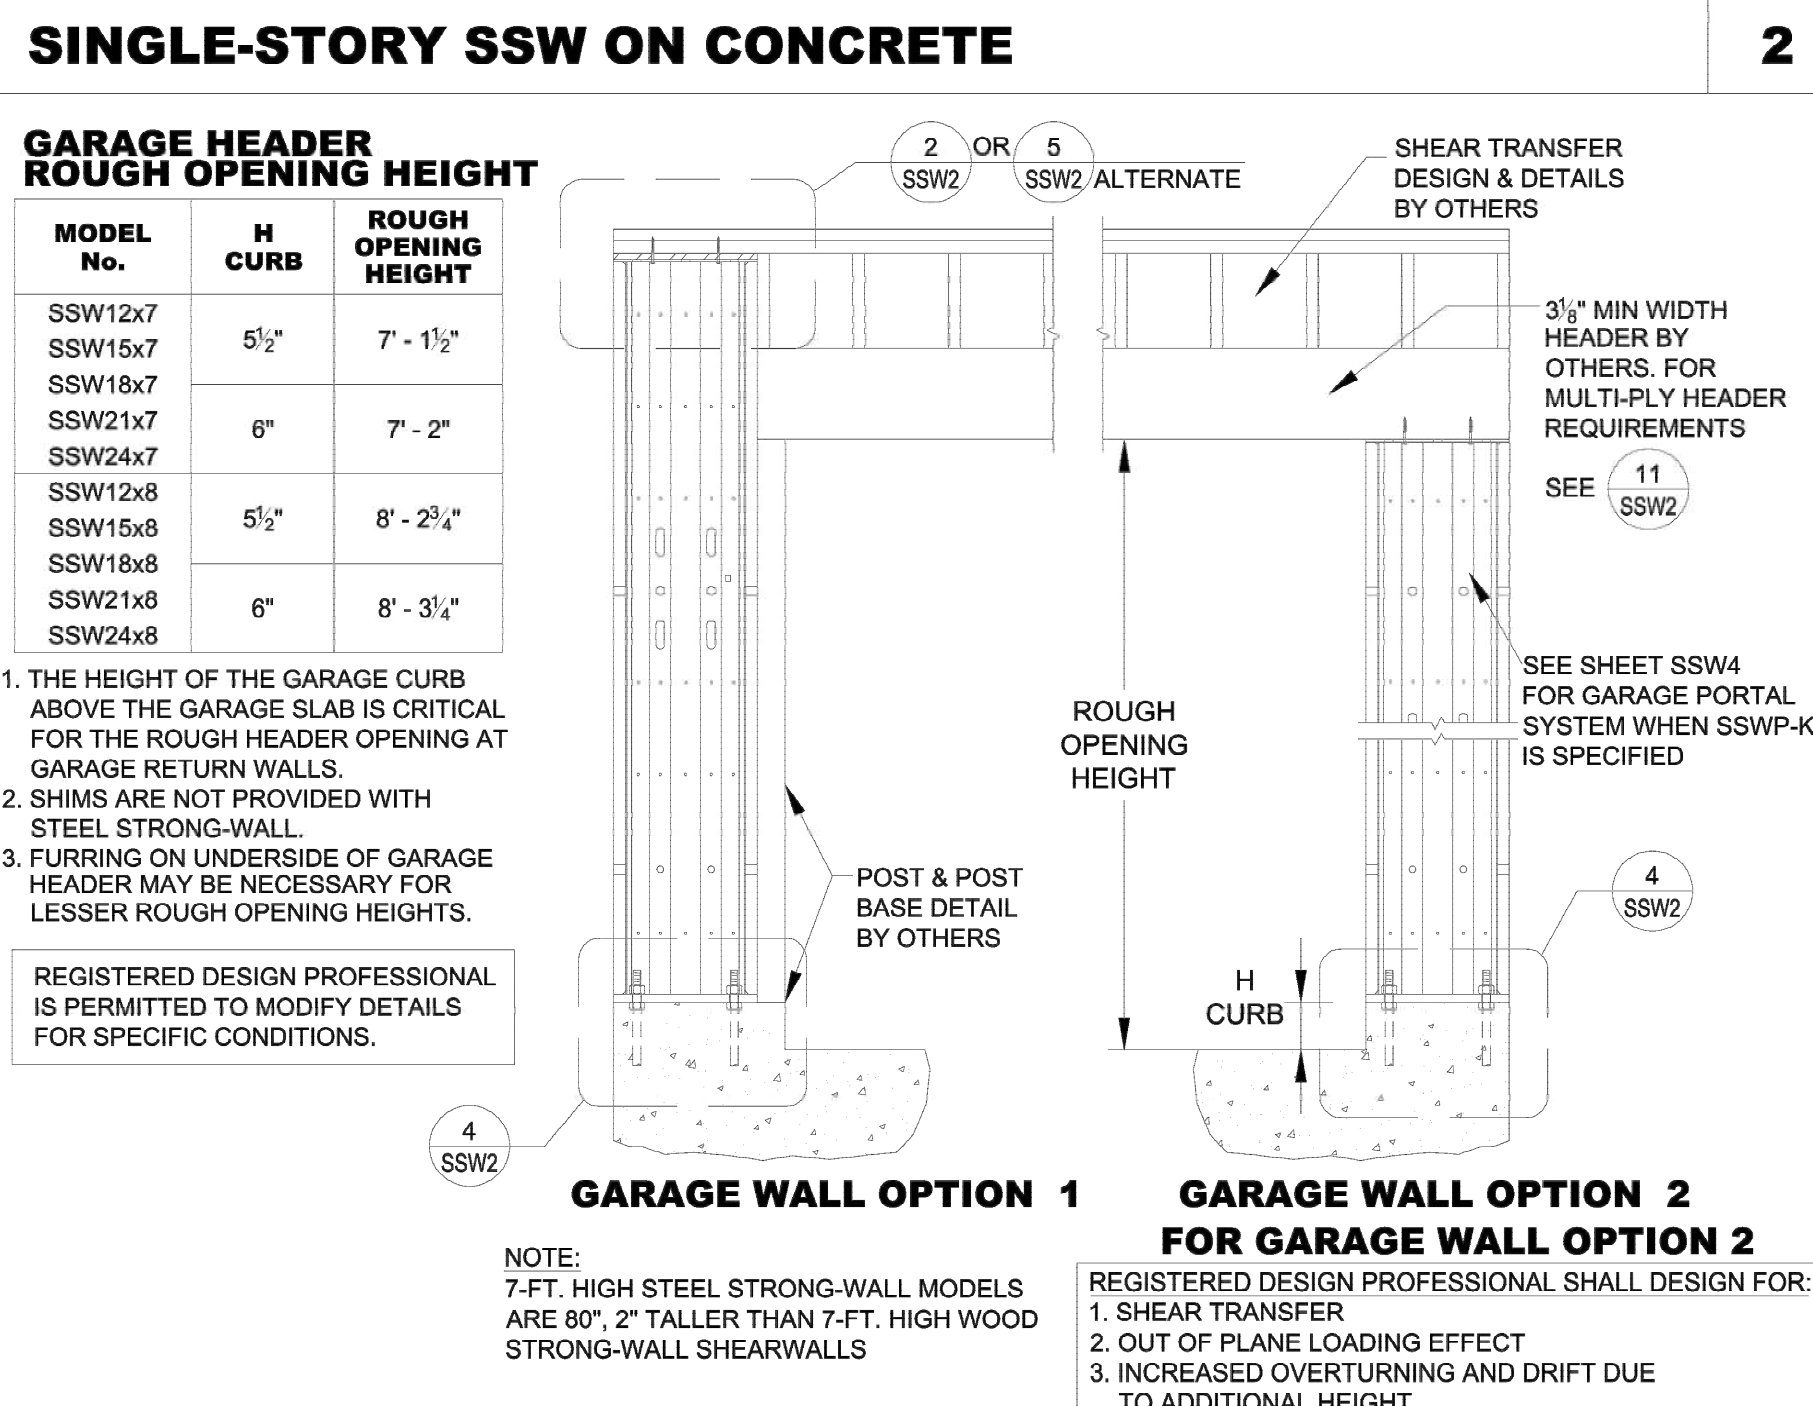 SINGLE-STORY SSW ON CONCRETE
2
GARAGE HEADER
ROUGH OPENING HEIGHT
MODEL No.
H CURB
ROUGH OPENING HEIGHT
SSW12x7
SSW15x7
SSW18x7
SSW21x7
SSW24x7
5½"
7' - 1½"
6"
7' - 2"
SSW12x8
SSW15x8
SSW18x8
SSW21x8
SSW24x8
5½"
8' - 2¾"
6"
8' - 3¼"
1. THE HEIGHT OF THE GARAGE CURB
ABOVE THE GARAGE SLAB IS CRITICAL
FOR THE ROUGH HEADER OPENING AT
GARAGE RETURN WALLS.
2. SHIMS ARE NOT PROVIDED WITH
STEEL STRONG-WALL.
3. FURRING ON UNDERSIDE OF GARAGE
HEADER MAY BE NECESSARY FOR
LESSER ROUGH OPENING HEIGHTS.
REGISTERED DESIGN PROFESSIONAL
IS PERMITTED TO MODIFY DETAILS
FOR SPECIFIC CONDITIONS.
2
SSW2
OR
5
SSW2
ALTERNATE
SHEAR TRANSFER
DESIGN & DETAILS
BY OTHERS
3⅛" MIN WIDTH
HEADER BY
OTHERS. FOR
MULTI-PLY HEADER
REQUIREMENTS
SEE
11
SSW2
SEE SHEET SSW4
FOR GARAGE PORTAL
SYSTEM WHEN SSWP-K
IS SPECIFIED
ROUGH
OPENING
HEIGHT
POST & POST
BASE DETAIL
BY OTHERS
H
CURB
4
SSW2
4
SSW2
GARAGE WALL OPTION 1
GARAGE WALL OPTION 2
NOTE:
7-FT. HIGH STEEL STRONG-WALL MODELS
ARE 80", 2" TALLER THAN 7-FT. HIGH WOOD
STRONG-WALL SHEARWALLS
FOR GARAGE WALL OPTION 2
REGISTERED DESIGN PROFESSIONAL SHALL DESIGN FOR:
1. SHEAR TRANSFER
2. OUT OF PLANE LOADING EFFECT
3. INCREASED OVERTURNING AND DRIFT DUE
TO ADDITIONAL HEIGHT